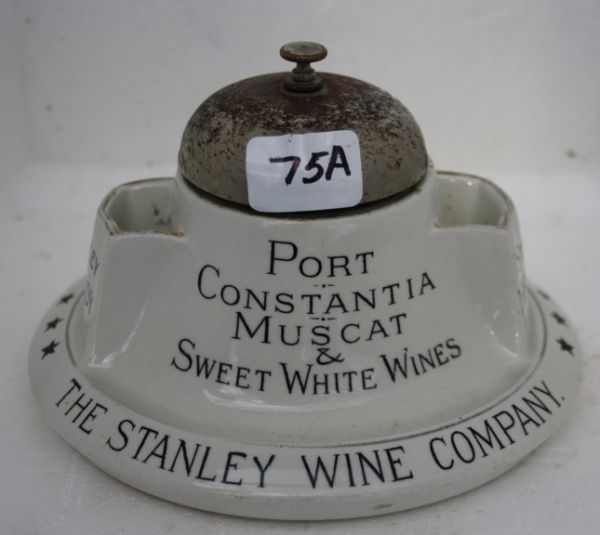 75A
PORT
CONSTANTIA
MUSCAT
&
SWEET WHITE WINES
THE STANLEY WINE COMPANY.